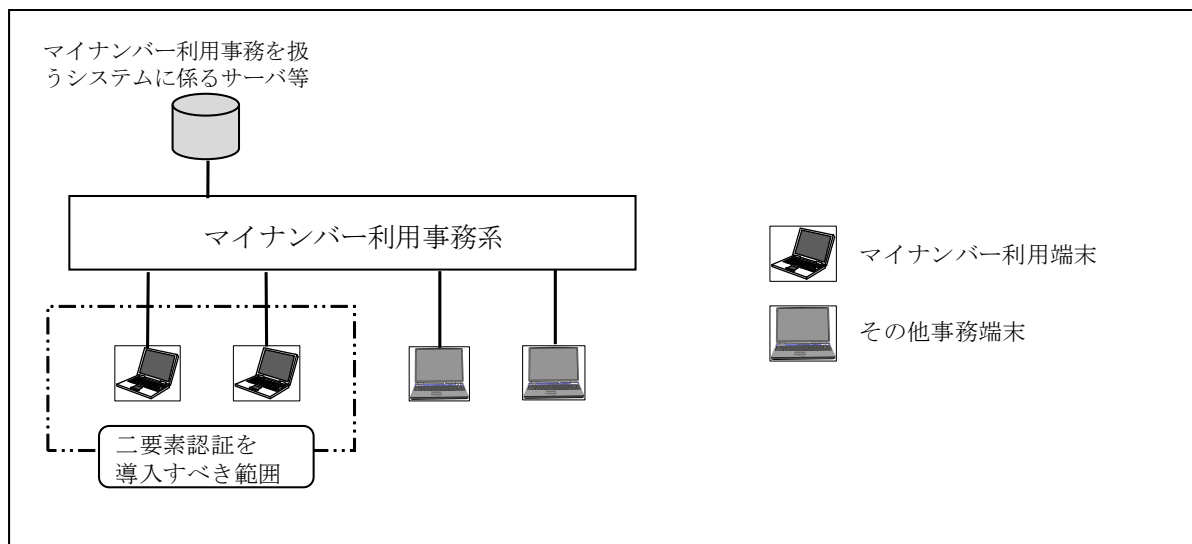 マイナンバー利用事務を扱
うシステムに係るサーバ等
マイナンバー利用事務系
マイナンバー利用端末
その他事務端末
二要素認証を
導入すべき範囲